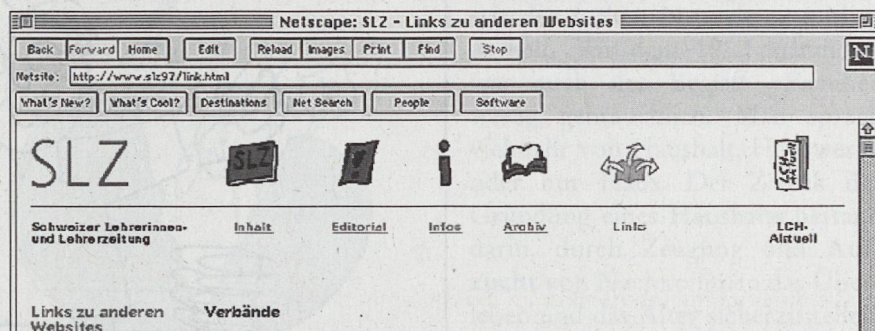 Netscape: SLZ - Links zu anderen Websites
Back Forward Home Edit Reload Images Print Find Stop
N
Netsite: http://www.slz97/link.html
What's New? What's Cool? Destinations Net Search People Software
SLZ SLZ ! i LCH-AKTUELL
Schweizer Lehrerinnen- Inhalt Editorial Infos Archiv Links LCH-
und Lehrerzeitung Aktuell
Links zu anderen Verbände
Websites